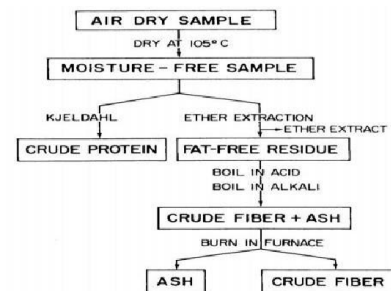 AIR DRY SAMPLE
DRY AT 105°C
MOISTURE - FREE SAMPLE
KJELDAHL
ETHER EXTRACTION
ETHER EXTRACT
CRUDE PROTEIN
FAT-FREE RESIDUE
BOIL IN ACID
BOIL IN ALKALI
CRUDE FIBER + ASH
BURN IN FURNACE
ASH
CRUDE FIBER